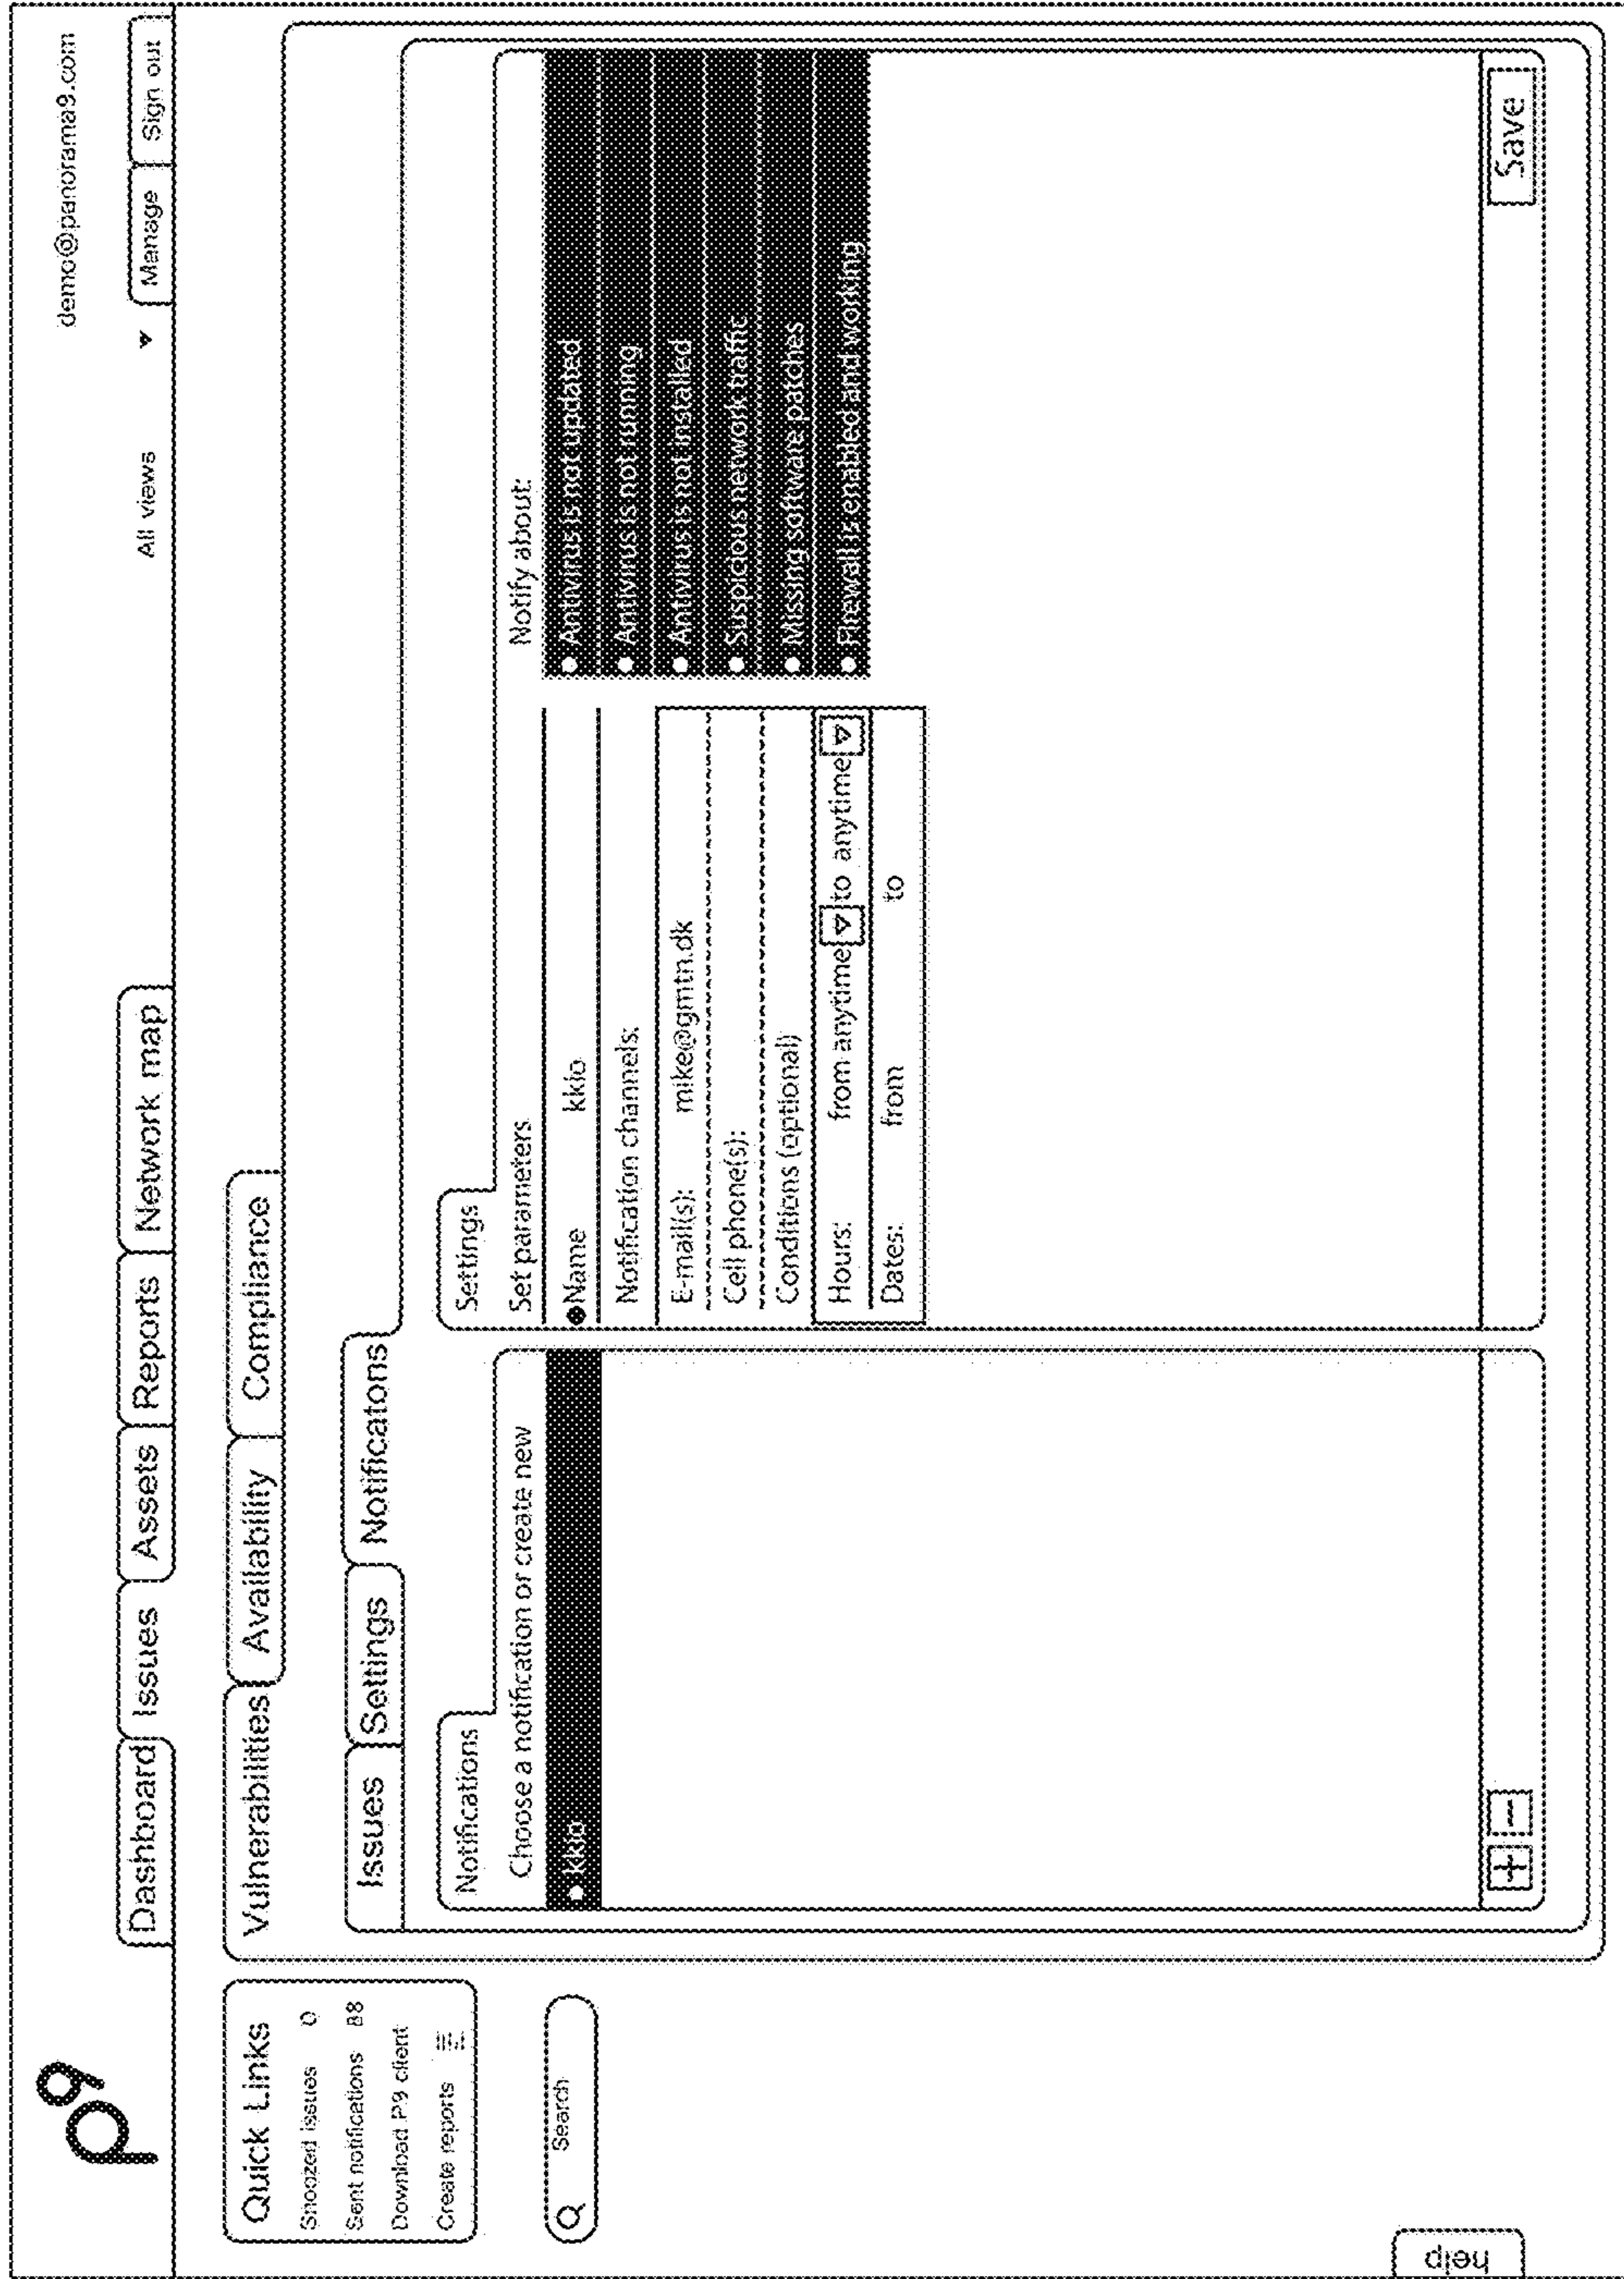 p9
demo@panorama9.com
Dashboard Issues Assets Reports Network map
All views Manage Sign out
Quick Links
Snoozed issues 0
Sent notifications 88
Download P9 client
Create reports
Search
help
Vulnerabilities Availability Compliance
Issues Settings Notificatons
Notifications
Choose a notification or create new
kkio
+ −
Settings
Set parameters
Name kkio
Notification channels:
E-mail(s): mike@gmtn.dk
Cell phone(s):
Conditions (optional)
Hours: from anytime to anytime
Dates: from to
Notify about:
Antivirus is not updated
Antivirus is not running
Antivirus is not installed
Suspicious network traffic
Missing software patches
Firewall is enabled and working
Save